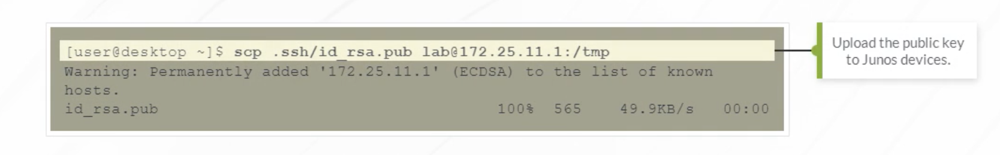 [user@desktop ~]$ scp .ssh/id_rsa.pub lab@172.25.11.1:/tmp
Warning: Permanently added '172.25.11.1' (ECDSA) to the list of known
hosts.
id_rsa.pub 100% 565 49.9KB/s 00:00
Upload the public key
to Junos devices.